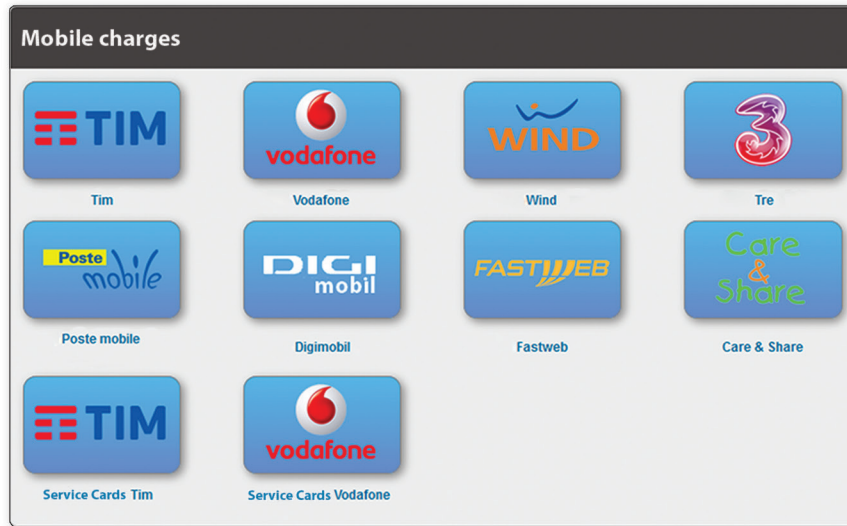 Mobile charges
TIM
vodafone
WIND
3
Tim
Vodafone
Wind
Tre
Poste
mobile
DIGI
mobil
FASTWEB
Care
&
Share
Poste mobile
Digimobil
Fastweb
Care & Share
TIM
vodafone
Service Cards Tim
Service Cards Vodafone